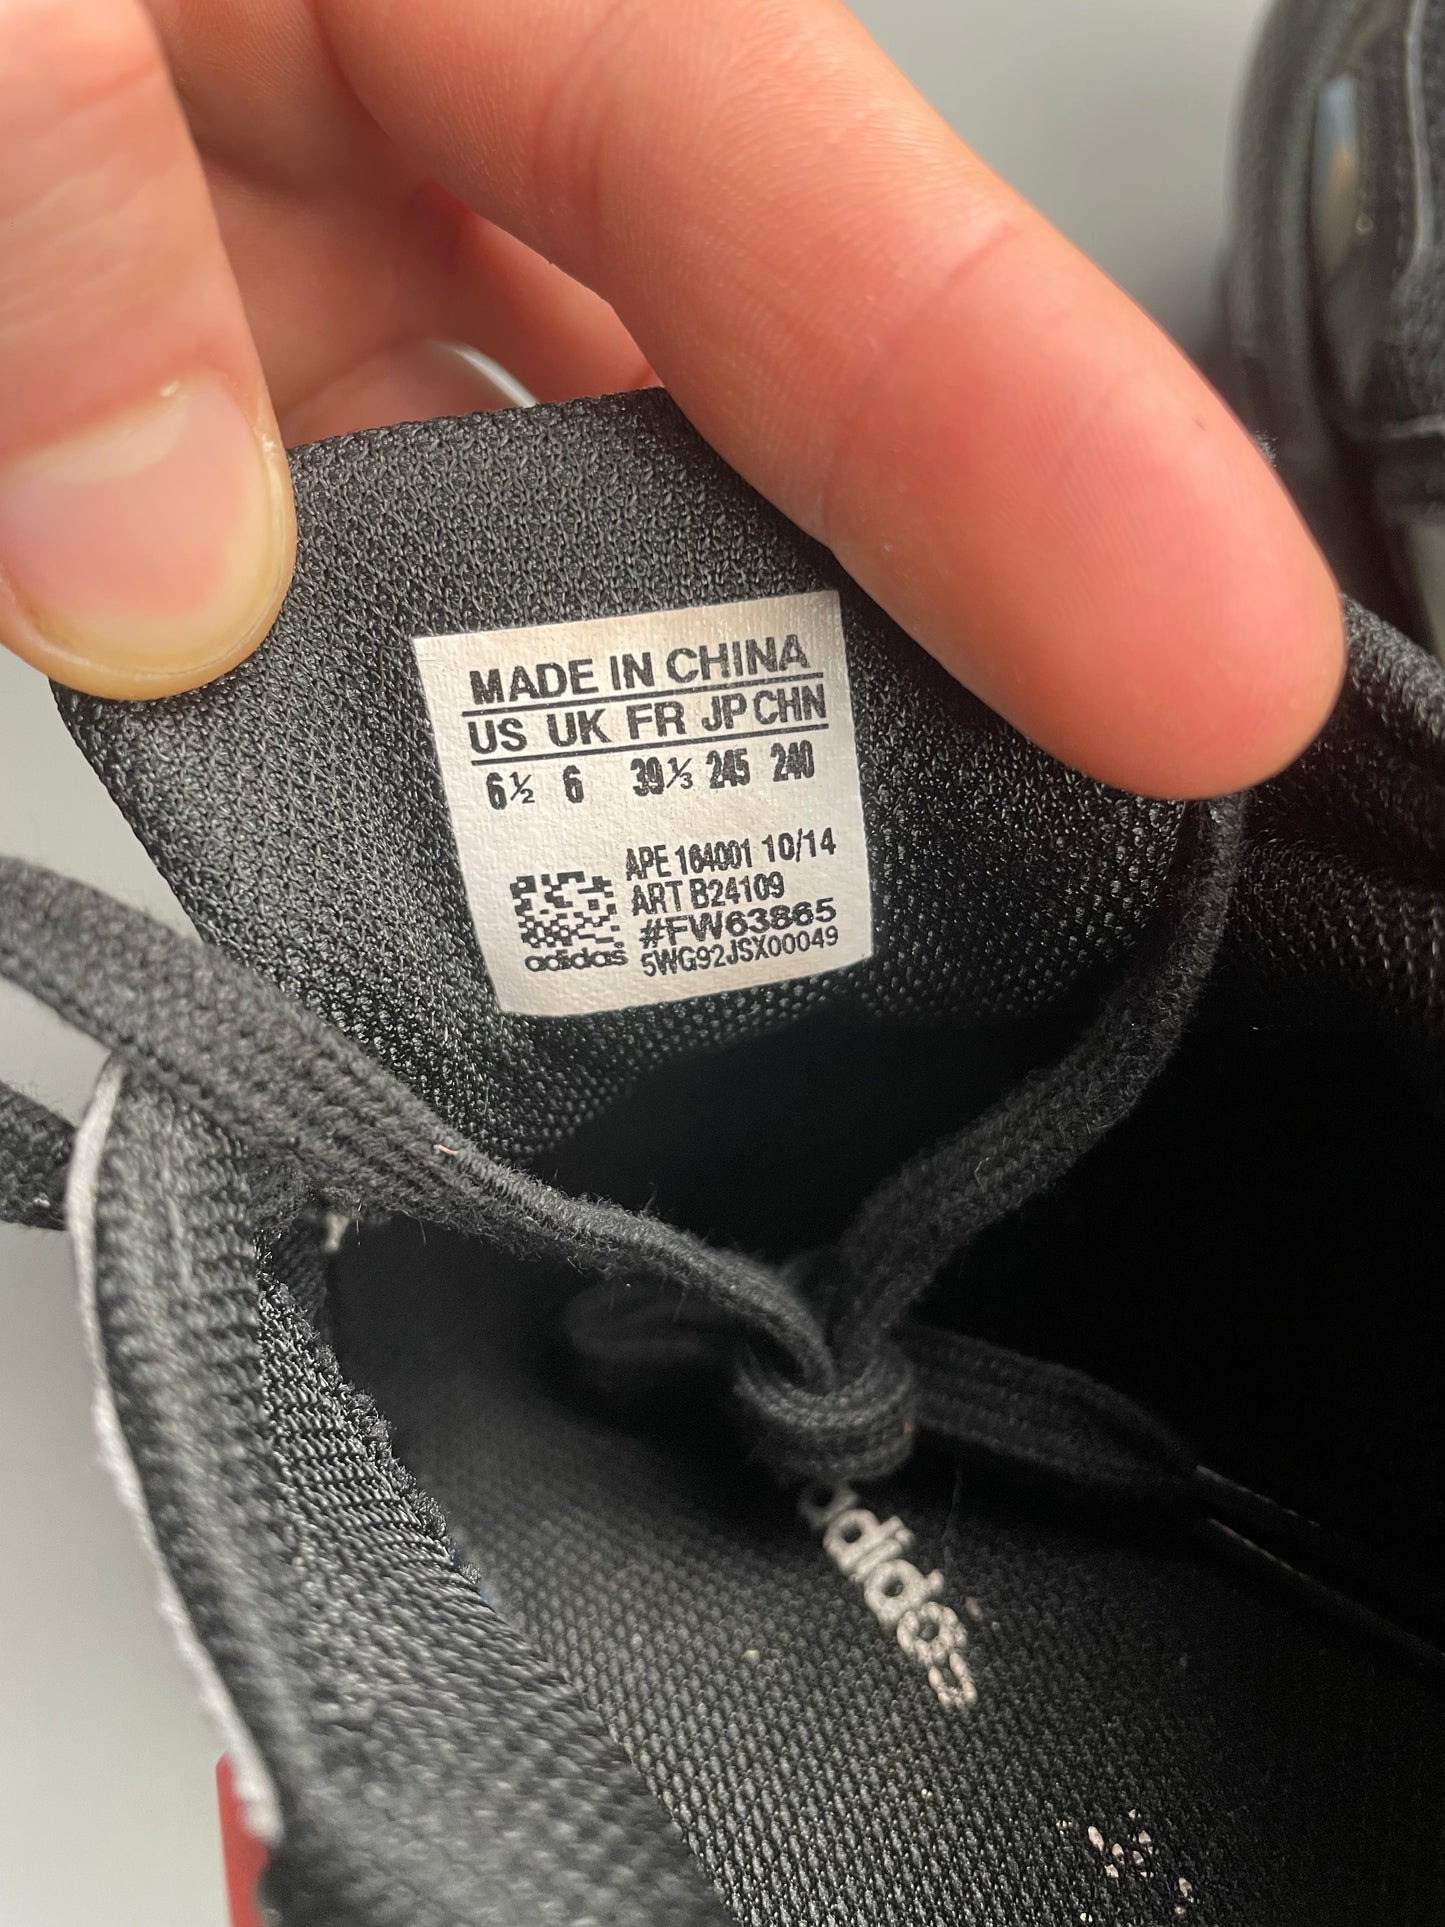 MADE IN CHINA
US UK FR JP CHN
6½ 6 39⅓ 245 240
APE 164001 10/14
ART B24109
#FW63865
adidas 5WG92JSX00049
adidas